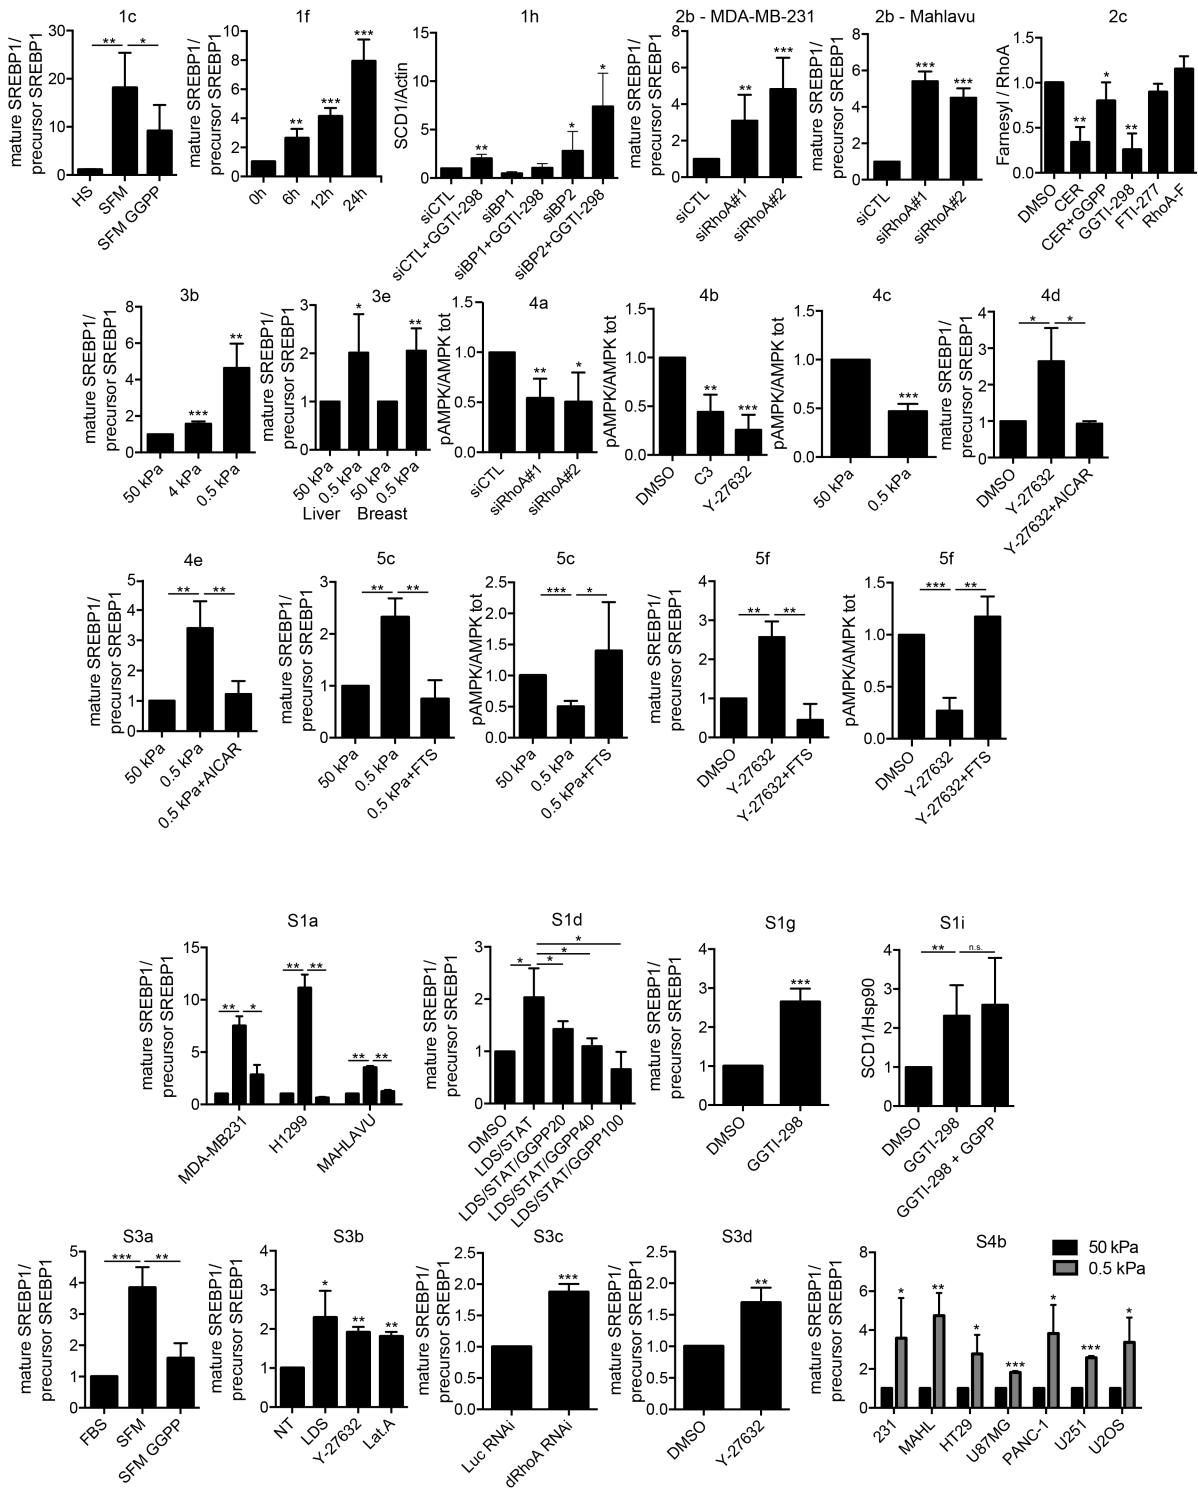 1c
mature SREBP1/
precursor SREBP1
30
20
10
0
**
*
HS
SFM
SFM GGPP
1f
mature SREBP1/
precursor SREBP1
10
8
6
4
2
0
**
***
***
0h
6h
12h
24h
1h
SCD1/Actin
15
10
5
0
**
*
*
siCTL
siCTL+GGTI-298
siBP1
siBP1+GGTI-298
siBP2
siBP2+GGTI-298
2b - MDA-MB-231
mature SREBP1/
precursor SREBP1
8
6
4
2
0
**
***
siCTL
siRhoA#1
siRhoA#2
2b - Mahlavu
mature SREBP1/
precursor SREBP1
8
6
4
2
0
***
***
siCTL
siRhoA#1
siRhoA#2
2c
Farnesyl / RhoA
1.5
1.0
0.5
0.0
**
*
**
DMSO
CER
CER+GGPP
GGTI-298
FTI-277
RhoA-F
3b
mature SREBP1/
precursor SREBP1
8
6
4
2
0
***
**
50 kPa
4 kPa
0.5 kPa
3e
mature SREBP1/
precursor SREBP1
3
2
1
0
*
**
50 kPa
0.5 kPa
50 kPa
0.5 kPa
Liver Breast
4a
pAMPK/AMPK tot
1.5
1.0
0.5
0.0
**
*
siCTL
siRhoA#1
siRhoA#2
4b
pAMPK/AMPK tot
1.5
1.0
0.5
0.0
**
***
DMSO
C3
Y-27632
4c
pAMPK/AMPK tot
1.5
1.0
0.5
0.0
***
50 kPa
0.5 kPa
4d
mature SREBP1/
precursor SREBP1
4
3
2
1
0
*
*
DMSO
Y-27632
Y-27632+AICAR
4e
mature SREBP1/
precursor SREBP1
5
4
3
2
1
0
**
**
50 kPa
0.5 kPa
0.5 kPa+AICAR
5c
mature SREBP1/
precursor SREBP1
3
2
1
0
**
**
50 kPa
0.5 kPa
0.5 kPa+FTS
5c
pAMPK/AMPK tot
2.5
2.0
1.5
1.0
0.5
0.0
***
*
50 kPa
0.5 kPa
0.5 kPa+FTS
5f
mature SREBP1/
precursor SREBP1
4
3
2
1
0
**
**
DMSO
Y-27632
Y-27632+FTS
5f
pAMPK/AMPK tot
1.5
1.0
0.5
0.0
***
**
DMSO
Y-27632
Y-27632+FTS
S1a
mature SREBP1/
precursor SREBP1
15
10
5
0
**
*
**
**
**
**
MDA-MB231
H1299
MAHLAVU
S1d
mature SREBP1/
precursor SREBP1
3
2
1
0
*
*
*
*
DMSO
LDS/STAT
LDS/STAT/GGPP20
LDS/STAT/GGPP40
LDS/STAT/GGPP100
S1g
mature SREBP1/
precursor SREBP1
4
3
2
1
0
***
DMSO
GGTI-298
S1i
SCD1/Hsp90
4
3
2
1
0
**
n.s.
DMSO
GGTI-298
GGTI-298 + GGPP
S3a
mature SREBP1/
precursor SREBP1
5
4
3
2
1
0
***
**
FBS
SFM
SFM GGPP
S3b
mature SREBP1/
precursor SREBP1
4
3
2
1
0
*
**
**
NT
LDS
Y-27632
Lat.A
S3c
mature SREBP1/
precursor SREBP1
2.5
2.0
1.5
1.0
0.5
0.0
***
Luc RNAi
dRhoA RNAi
S3d
mature SREBP1/
precursor SREBP1
2.5
2.0
1.5
1.0
0.5
0.0
**
DMSO
Y-27632
S4b
50 kPa
0.5 kPa
mature SREBP1/
precursor SREBP1
8
6
4
2
0
*
**
*
***
*
***
*
231
MAHL
HT29
U87MG
PANC-1
U251
U2OS